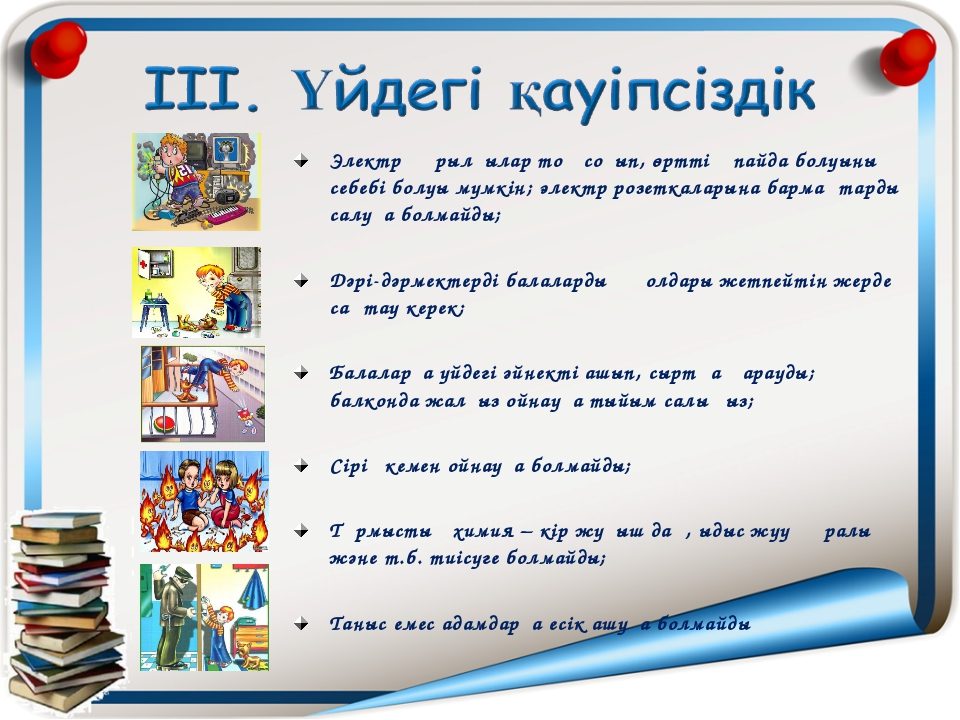 III. Үйдегі қауіпсіздік
Электр рыл ылар то со ып, өртті пайда болуыны
себебі болуы мумкін; электр розеткаларына барма тарды
салу а болмайды;
Дәрі-дәрмектерді балаларды олдары жетпейтін жерде
са тау керек;
Балалар а уйдегі әйнекті ашып, сырт а арауды;
балконда жал ыз ойнау а тыйым салы ыз;
Сірі кемен ойнау а болмайды;
Т рмысты химия – кір жу ыш да , ыдыс жуу ралы
және т.б. тиісуге болмайды;
Таныс емес адамдар а есік ашу а болмайды